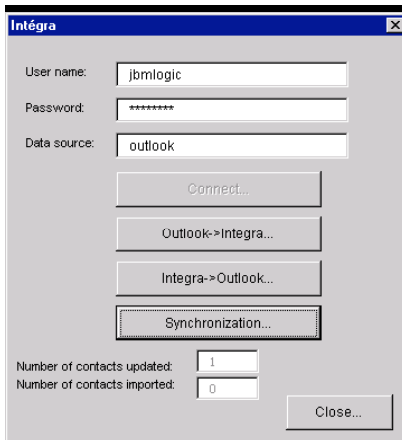 Intégra
User name: jbmlogic
Password: ********
Data source: outlook
Connect...
Outlook->Integra...
Integra->Outlook...
Synchronization...
Number of contacts updated: 1
Number of contacts imported: 0
Close...